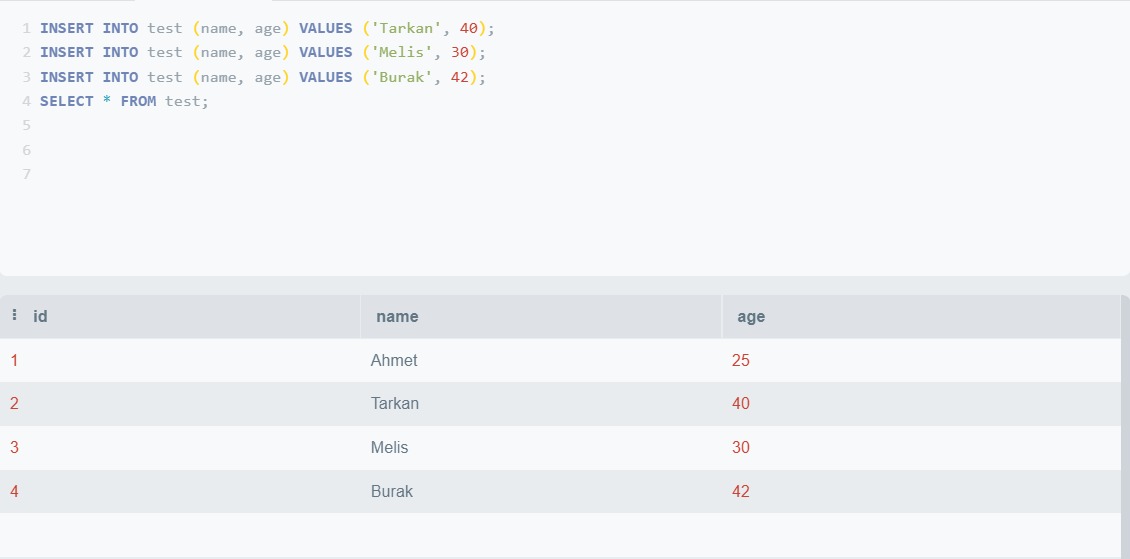 1 INSERT INTO test (name, age) VALUES ('Tarkan', 40);
2 INSERT INTO test (name, age) VALUES ('Melis', 30);
3 INSERT INTO test (name, age) VALUES ('Burak', 42);
4 SELECT * FROM test;
5
6
7
id name age
1 Ahmet 25
2 Tarkan 40
3 Melis 30
4 Burak 42